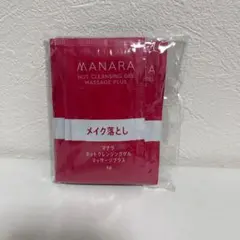 MANARA
HOT CLEANSING GEL
MASSAGE PLUS
メイク落とし
マナラ
ホットクレンジングゲル
マッサージプラス
4g